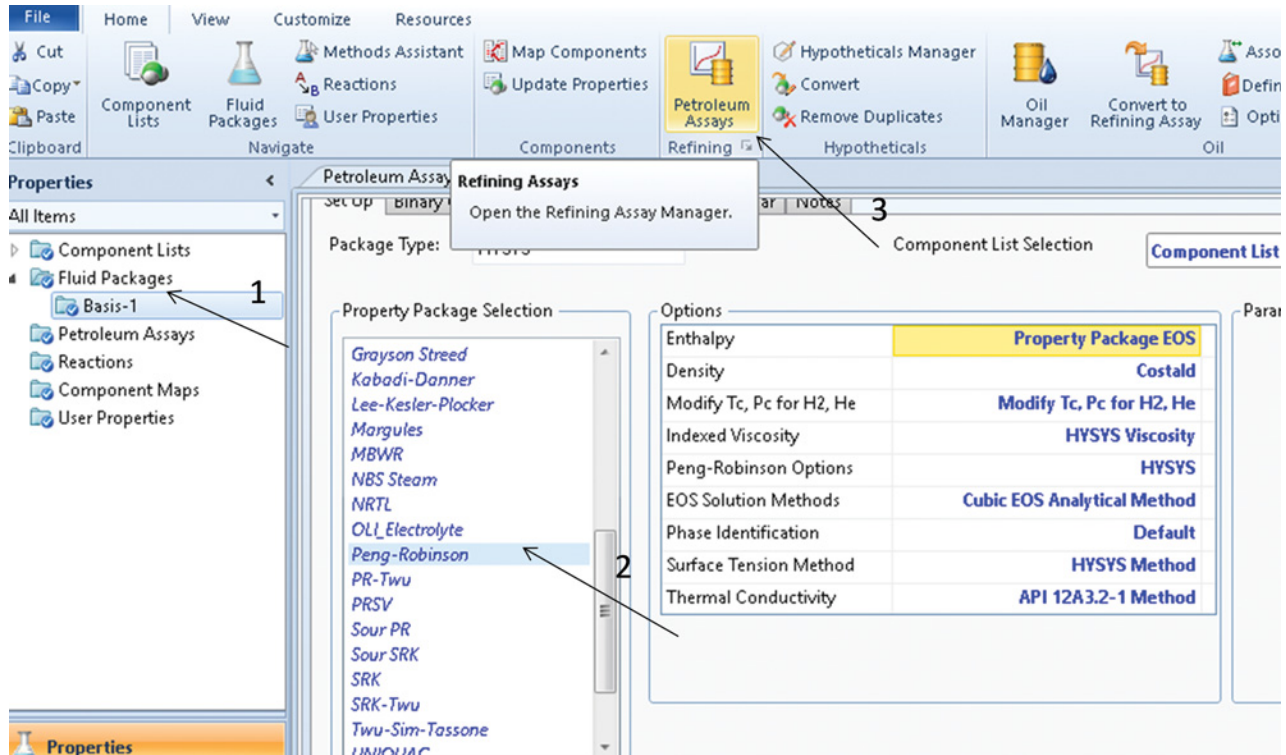 File Home View Customize Resources
Cut
Copy
Paste
Clipboard
Component Lists
Fluid Packages
Methods Assistant
Reactions
User Properties
Navigate
Map Components
Update Properties
Components
Petroleum Assays
Refining
Hypotheticals Manager
Convert
Remove Duplicates
Hypotheticals
Oil Manager
Convert to Refining Assay
Oil
Refining Assays
Open the Refining Assay Manager.
Properties
All Items
Component Lists
Fluid Packages
Basis-1
Petroleum Assays
Reactions
Component Maps
User Properties
Properties
1
2
3
Petroleum Assay
Set Up Binary Notes
Package Type: HYSYS
Component List Selection Component List
Property Package Selection
Grayson Streed
Kabadi-Danner
Lee-Kesler-Plocker
Margules
MBWR
NBS Steam
NRTL
OLI_Electrolyte
Peng-Robinson
PR-Twu
PRSV
Sour PR
Sour SRK
SRK
SRK-Twu
Twu-Sim-Tassone
UNIQUAC
Options
Enthalpy Property Package EOS
Density Costald
Modify Tc, Pc for H2, He Modify Tc, Pc for H2, He
Indexed Viscosity HYSYS Viscosity
Peng-Robinson Options HYSYS
EOS Solution Methods Cubic EOS Analytical Method
Phase Identification Default
Surface Tension Method HYSYS Method
Thermal Conductivity API 12A3.2-1 Method